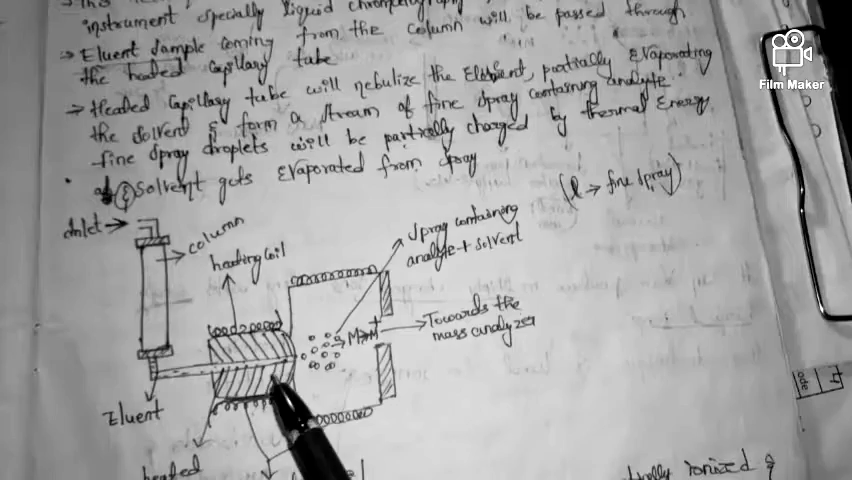 instrument specially liquid chromatography
→ Eluent sample coming from the column will be passed through
the heated capillary tube
→ Heated capillary tube will nebulize the Eluent, partially Evaporating
the solvent & form a stream of fine spray containing analyte.
fine spray droplets will be partically charged by thermal Energy
& solvent gets Evaporated from spray
(l → fine spray)
Inlet →
column
heating coil
spray containing
analyte + solvent
M → M+
Towards the
mass analyzer
Eluent
heated
ionized &
Film Maker